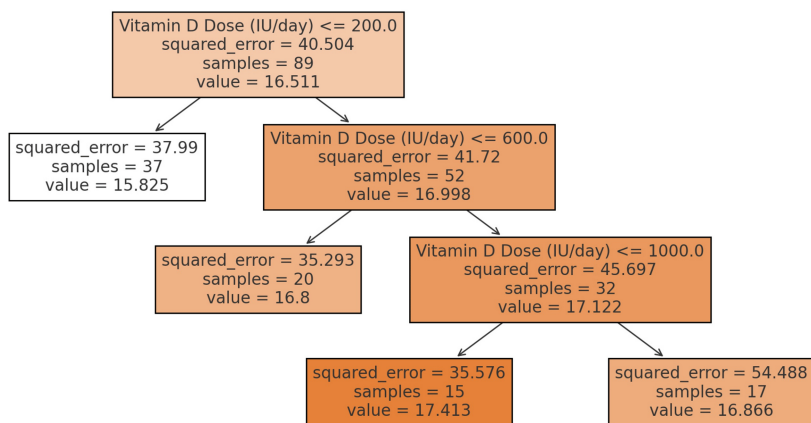 Vitamin D Dose (IU/day) <= 200.0
squared_error = 40.504
samples = 89
value = 16.511
squared_error = 37.99
samples = 37
value = 15.825
Vitamin D Dose (IU/day) <= 600.0
squared_error = 41.72
samples = 52
value = 16.998
squared_error = 35.293
samples = 20
value = 16.8
Vitamin D Dose (IU/day) <= 1000.0
squared_error = 45.697
samples = 32
value = 17.122
squared_error = 35.576
samples = 15
value = 17.413
squared_error = 54.488
samples = 17
value = 16.866